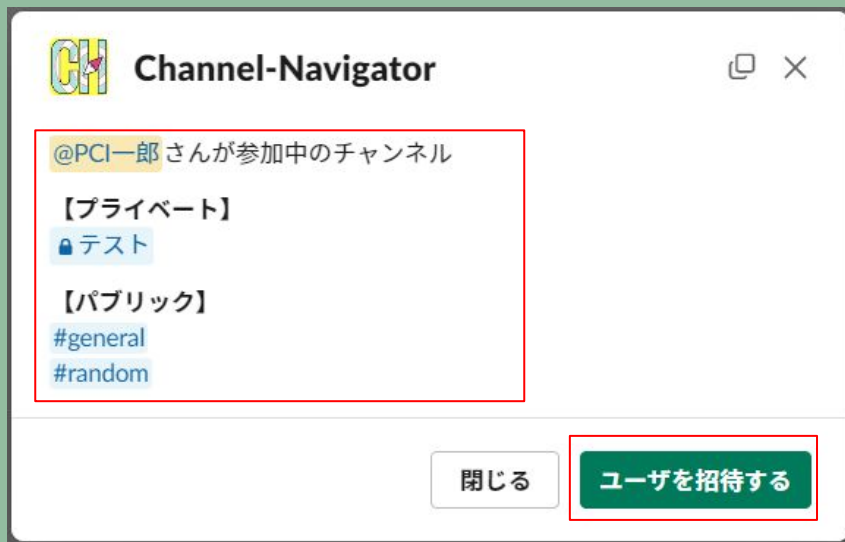 CH Channel-Navigator
@PCI一郎 さんが参加中のチャンネル
【プライベート】
テスト
【パブリック】
#general
#random
閉じる ユーザを招待する